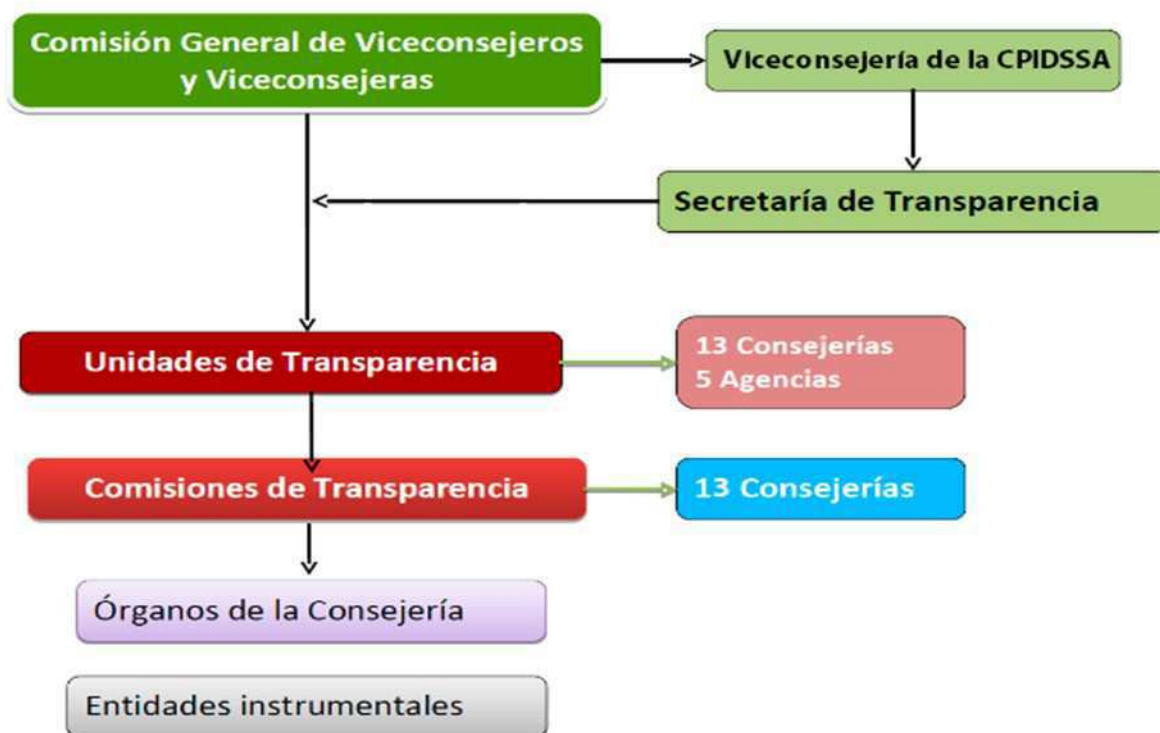 Comisión General de Viceconsejeros
y Viceconsejeras
Viceconsejería de la CPIDSSA
Secretaría de Transparencia
Unidades de Transparencia
13 Consejerías
5 Agencias
Comisiones de Transparencia
13 Consejerías
Órganos de la Consejería
Entidades instrumentales